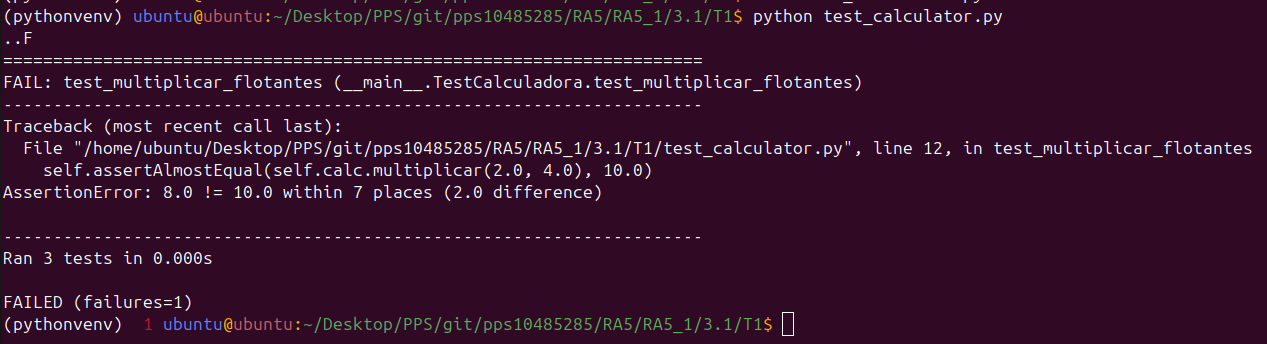 (pythonvenv) ubuntu@ubuntu:~/Desktop/PPS/git/pps10485285/RA5/RA5_1/3.1/T1$ python test_calculator.py
..F
======================================================================
FAIL: test_multiplicar_flotantes (__main__.TestCalculadora.test_multiplicar_flotantes)
----------------------------------------------------------------------
Traceback (most recent call last):
  File "/home/ubuntu/Desktop/PPS/git/pps10485285/RA5/RA5_1/3.1/T1/test_calculator.py", line 12, in test_multiplicar_flotantes
    self.assertAlmostEqual(self.calc.multiplicar(2.0, 4.0), 10.0)
AssertionError: 8.0 != 10.0 within 7 places (2.0 difference)

----------------------------------------------------------------------
Ran 3 tests in 0.000s

FAILED (failures=1)
(pythonvenv)  1 ubuntu@ubuntu:~/Desktop/PPS/git/pps10485285/RA5/RA5_1/3.1/T1$